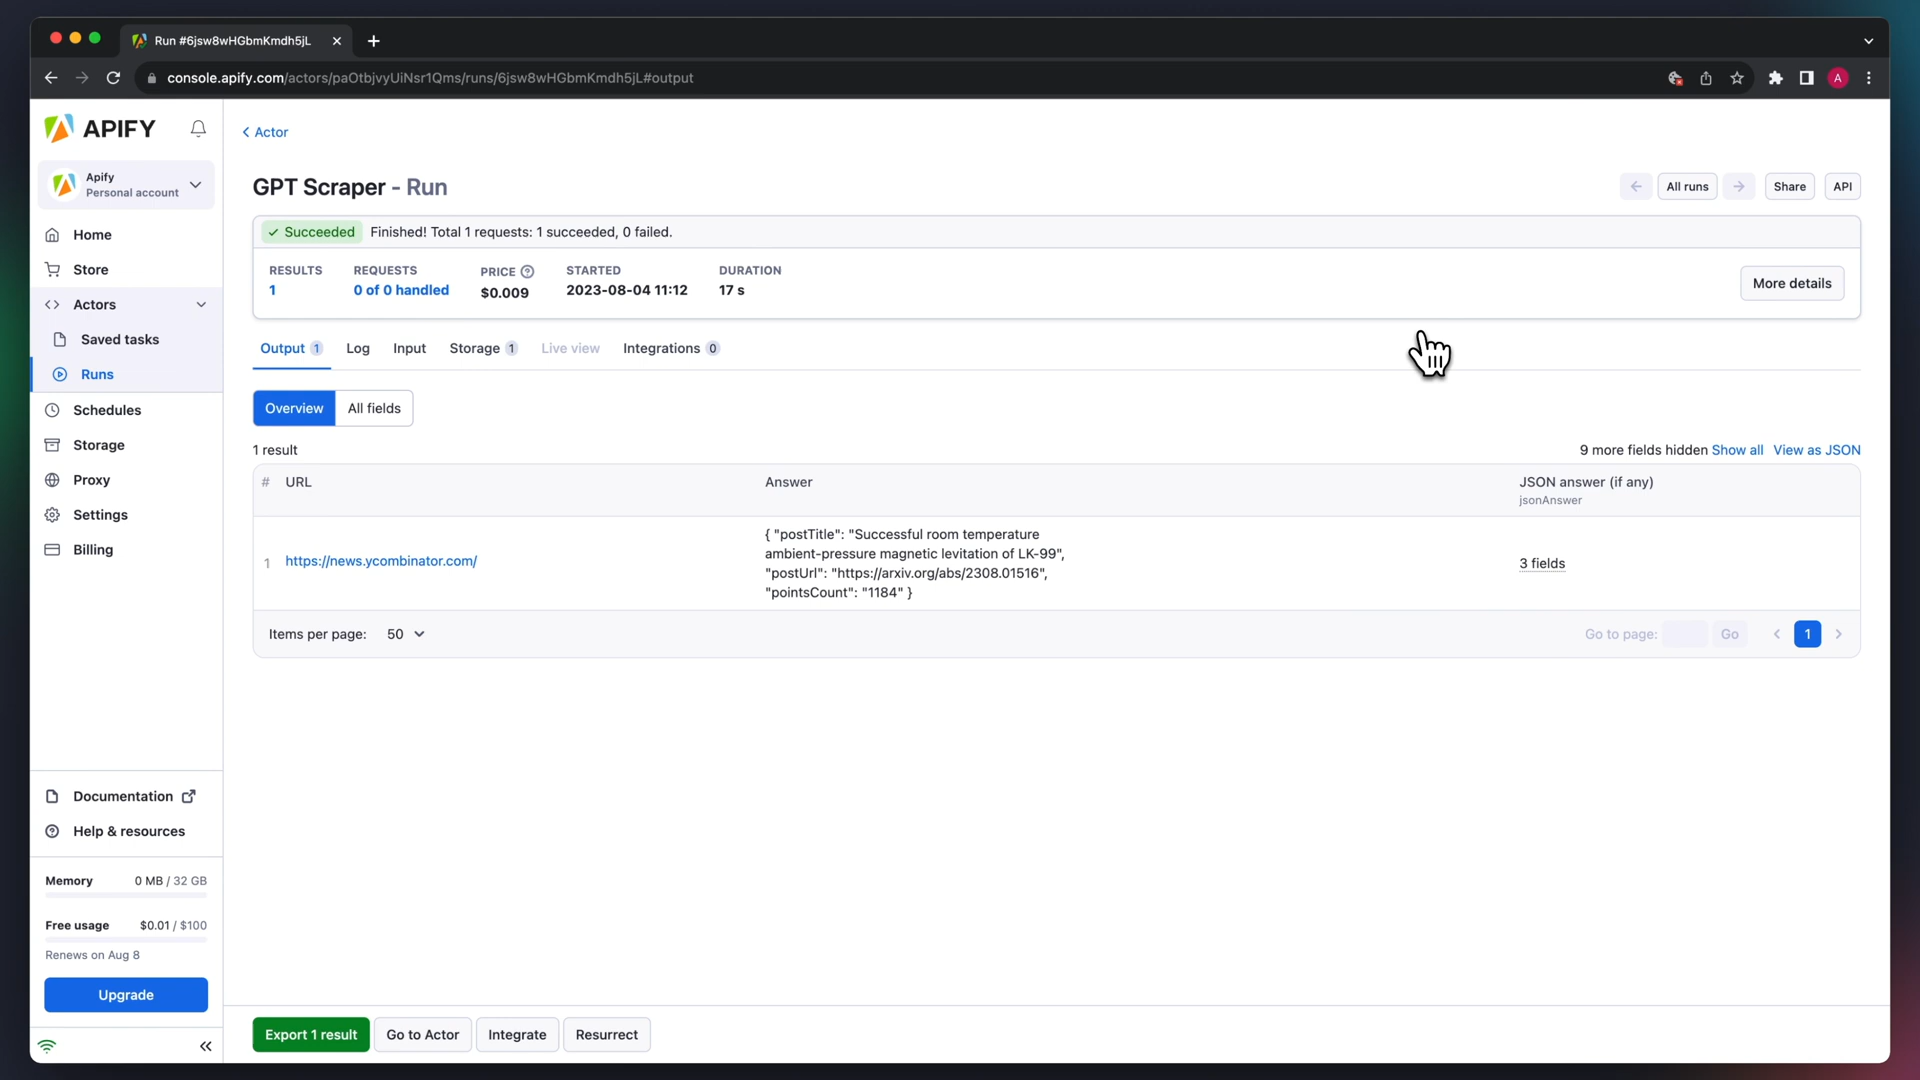 Run #6jsw8wHGbmKmdh5jL
console.apify.com/actors/paOtbjvyUiNsr1Qms/runs/6jsw8wHGbmKmdh5jL#output
A
APIFY
Apify
Personal account
Home
Store
Actors
Saved tasks
Runs
Schedules
Storage
Proxy
Settings
Billing
Documentation
Help & resources
Memory 0 MB / 32 GB
Free usage $0.01 / $100
Renews on Aug 8
Upgrade
Actor
GPT Scraper - Run
All runs Share API
Succeeded Finished! Total 1 requests: 1 succeeded, 0 failed.
RESULTS REQUESTS PRICE STARTED DURATION
1 0 of 0 handled $0.009 2023-08-04 11:12 17 s
More details
Output 1 Log Input Storage 1 Live view Integrations 0
Overview All fields
1 result 9 more fields hidden Show all View as JSON
# URL Answer JSON answer (if any)
jsonAnswer
1 https://news.ycombinator.com/
{ "postTitle": "Successful room temperature
ambient-pressure magnetic levitation of LK-99",
"postUrl": "https://arxiv.org/abs/2308.01516",
"pointsCount": "1184" }
3 fields
Items per page: 50 Go to page: Go 1
Export 1 result Go to Actor Integrate Resurrect